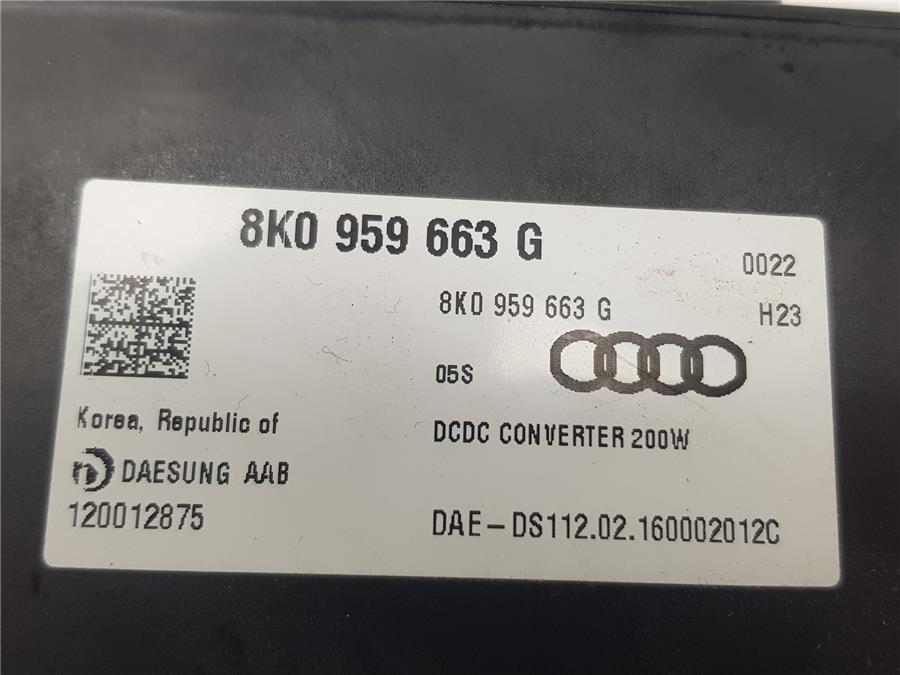 8K0 959 663 G
0022
8K0 959 663 G
H23
05S
Korea, Republic of
DCDC CONVERTER 200W
DAESUNG AAB
120012875
DAE-DS112.02.160002012C